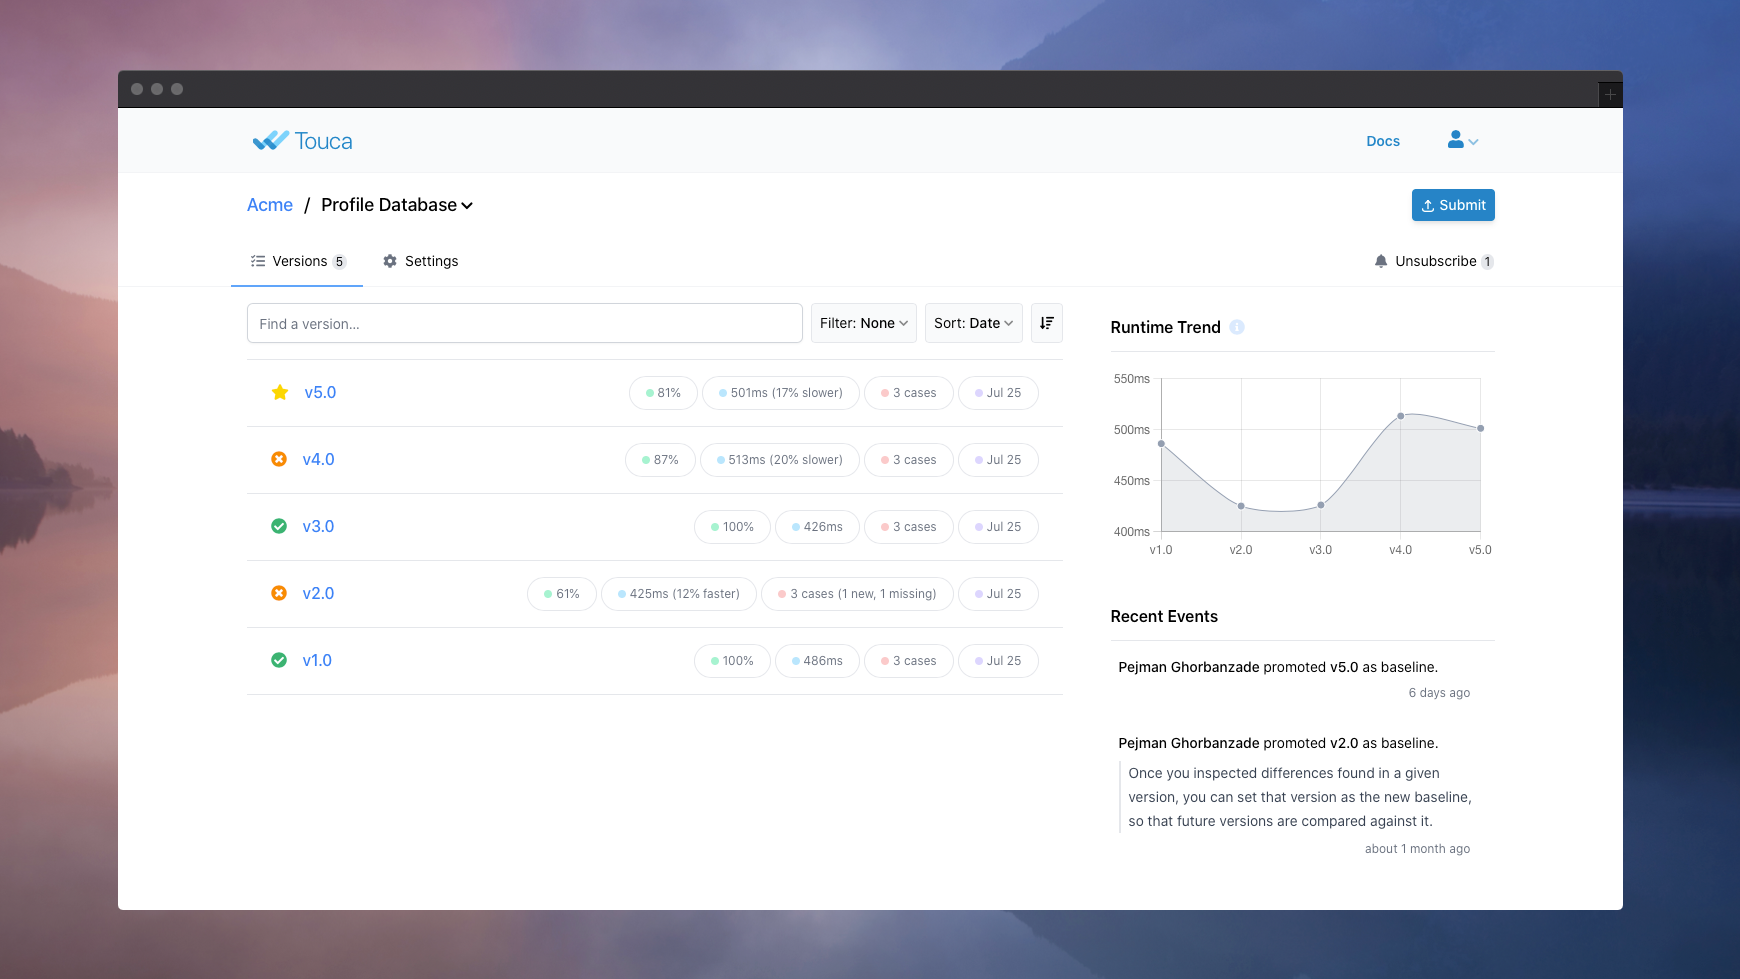 Touca
Docs
Acme / Profile Database
Submit
Versions 5
Settings
Unsubscribe 1
Find a version...
Filter: None
Sort: Date
v5.0 81% 501ms (17% slower) 3 cases Jul 25
v4.0 87% 513ms (20% slower) 3 cases Jul 25
v3.0 100% 426ms 3 cases Jul 25
v2.0 61% 425ms (12% faster) 3 cases (1 new, 1 missing) Jul 25
v1.0 100% 486ms 3 cases Jul 25
Runtime Trend
550ms
500ms
450ms
400ms
v1.0 v2.0 v3.0 v4.0 v5.0
Recent Events
Pejman Ghorbanzade promoted v5.0 as baseline.
6 days ago
Pejman Ghorbanzade promoted v2.0 as baseline.
Once you inspected differences found in a given
version, you can set that version as the new baseline,
so that future versions are compared against it.
about 1 month ago